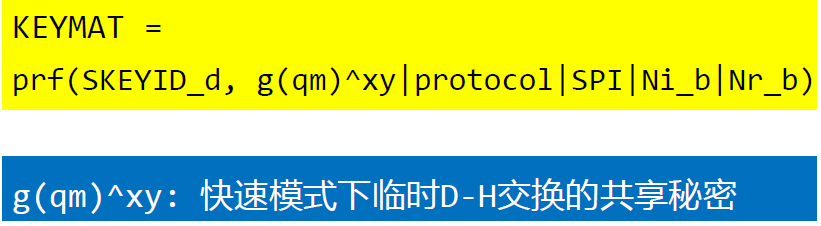 KEYMAT =
prf(SKEYID_d, g(qm)^xy|protocol|SPI|Ni_b|Nr_b)
g(qm)^xy: 快速模式下临时D-H交换的共享秘密